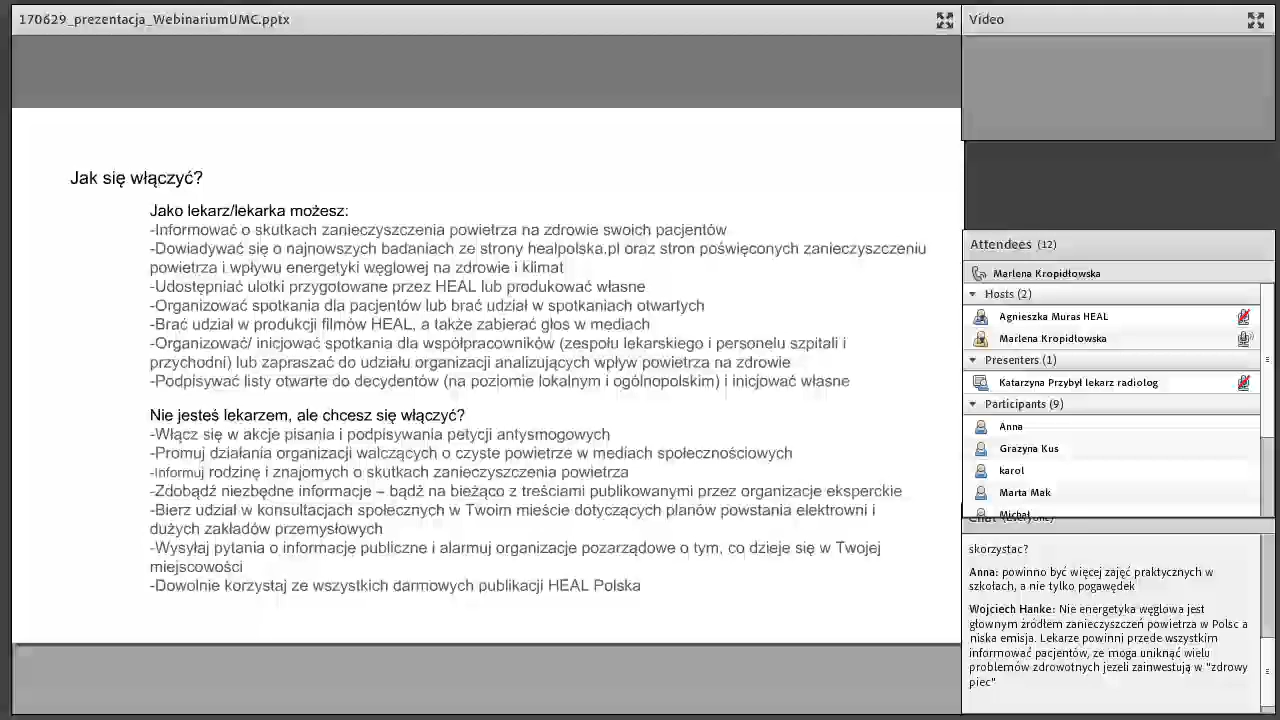 170629_prezentacja_WebinariumUMC.pptx
Jak się włączyć?
Jako lekarz/lekarka możesz:
-Informować o skutkach zanieczyszczenia powietrza na zdrowie swoich pacjentów
-Dowiadywać się o najnowszych badaniach ze strony healpolska.pl oraz stron poświęconych zanieczyszczeniu
powietrza i wpływu energetyki węglowej na zdrowie i klimat
-Udostępniać ulotki przygotowane przez HEAL lub produkować własne
-Organizować spotkania dla pacjentów lub brać udział w spotkaniach otwartych
-Brać udział w produkcji filmów HEAL, a także zabierać głos w mediach
-Organizować/ inicjować spotkania dla współpracowników (zespołu lekarskiego i personelu szpitali i
przychodni) lub zapraszać do udziału organizacji analizujących wpływ powietrza na zdrowie
-Podpisywać listy otwarte do decydentów (na poziomie lokalnym i ogólnopolskim) i inicjować własne
Nie jesteś lekarzem, ale chcesz się włączyć?
-Włącz się w akcje pisania i podpisywania petycji antysmogowych
-Promuj działania organizacji walczących o czyste powietrze w mediach społecznościowych
-Informuj rodzinę i znajomych o skutkach zanieczyszczenia powietrza
-Zdobądź niezbędne informacje – bądź na bieżąco z treściami publikowanymi przez organizacje eksperckie
-Bierz udział w konsultacjach społecznych w Twoim mieście dotyczących planów powstania elektrowni i
dużych zakładów przemysłowych
-Wysyłaj pytania o informację publiczne i alarmuj organizacje pozarządowe o tym, co dzieje się w Twojej
miejscowości
-Dowolnie korzystaj ze wszystkich darmowych publikacji HEAL Polska
Video
Attendees (12)
Marlena Kropidłowska
Hosts (2)
Agnieszka Muras HEAL
Marlena Kropidłowska
Presenters (1)
Katarzyna Przybył lekarz radiolog
Participants (9)
Anna
Grazyna Kus
karol
Marta Mak
Michał
Chat (Everyone)
skorzystac?
Anna: powinno być więcej zajęć praktycznych w
szkołach, a nie tylko pogawędek
Wojciech Hanke: Nie energetyka węglowa jest
głownym źródłem zanieczyszczeń powietrza w Polsc a
niska emisja. Lekarze powinni przede wszystkim
informować pacjentów, ze moga uniknąć wielu
problemów zdrowotnych jezeli zainwestują w "zdrowy
piec"